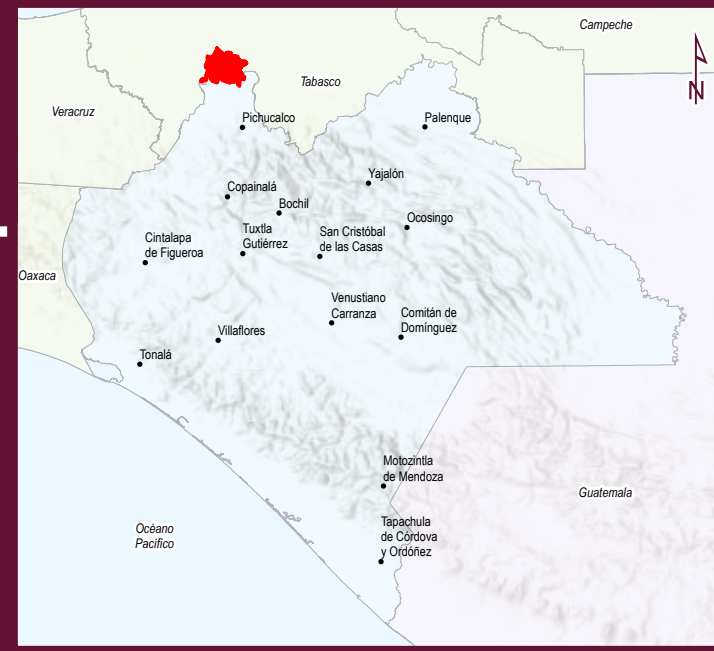 Campeche
N
Tabasco
Veracruz
Pichucalco
Palenque
Yajalón
Copainalá
Bochil
Ocosingo
Tuxtla
Gutiérrez
San Cristóbal
de las Casas
Cintalapa
de Figueroa
Oaxaca
Venustiano
Carranza
Comitán de
Domínguez
Villaflores
Tonalá
Motozintla
de Mendoza
Guatemala
Océano
Pacífico
Tapachula
de Córdova
y Ordóñez